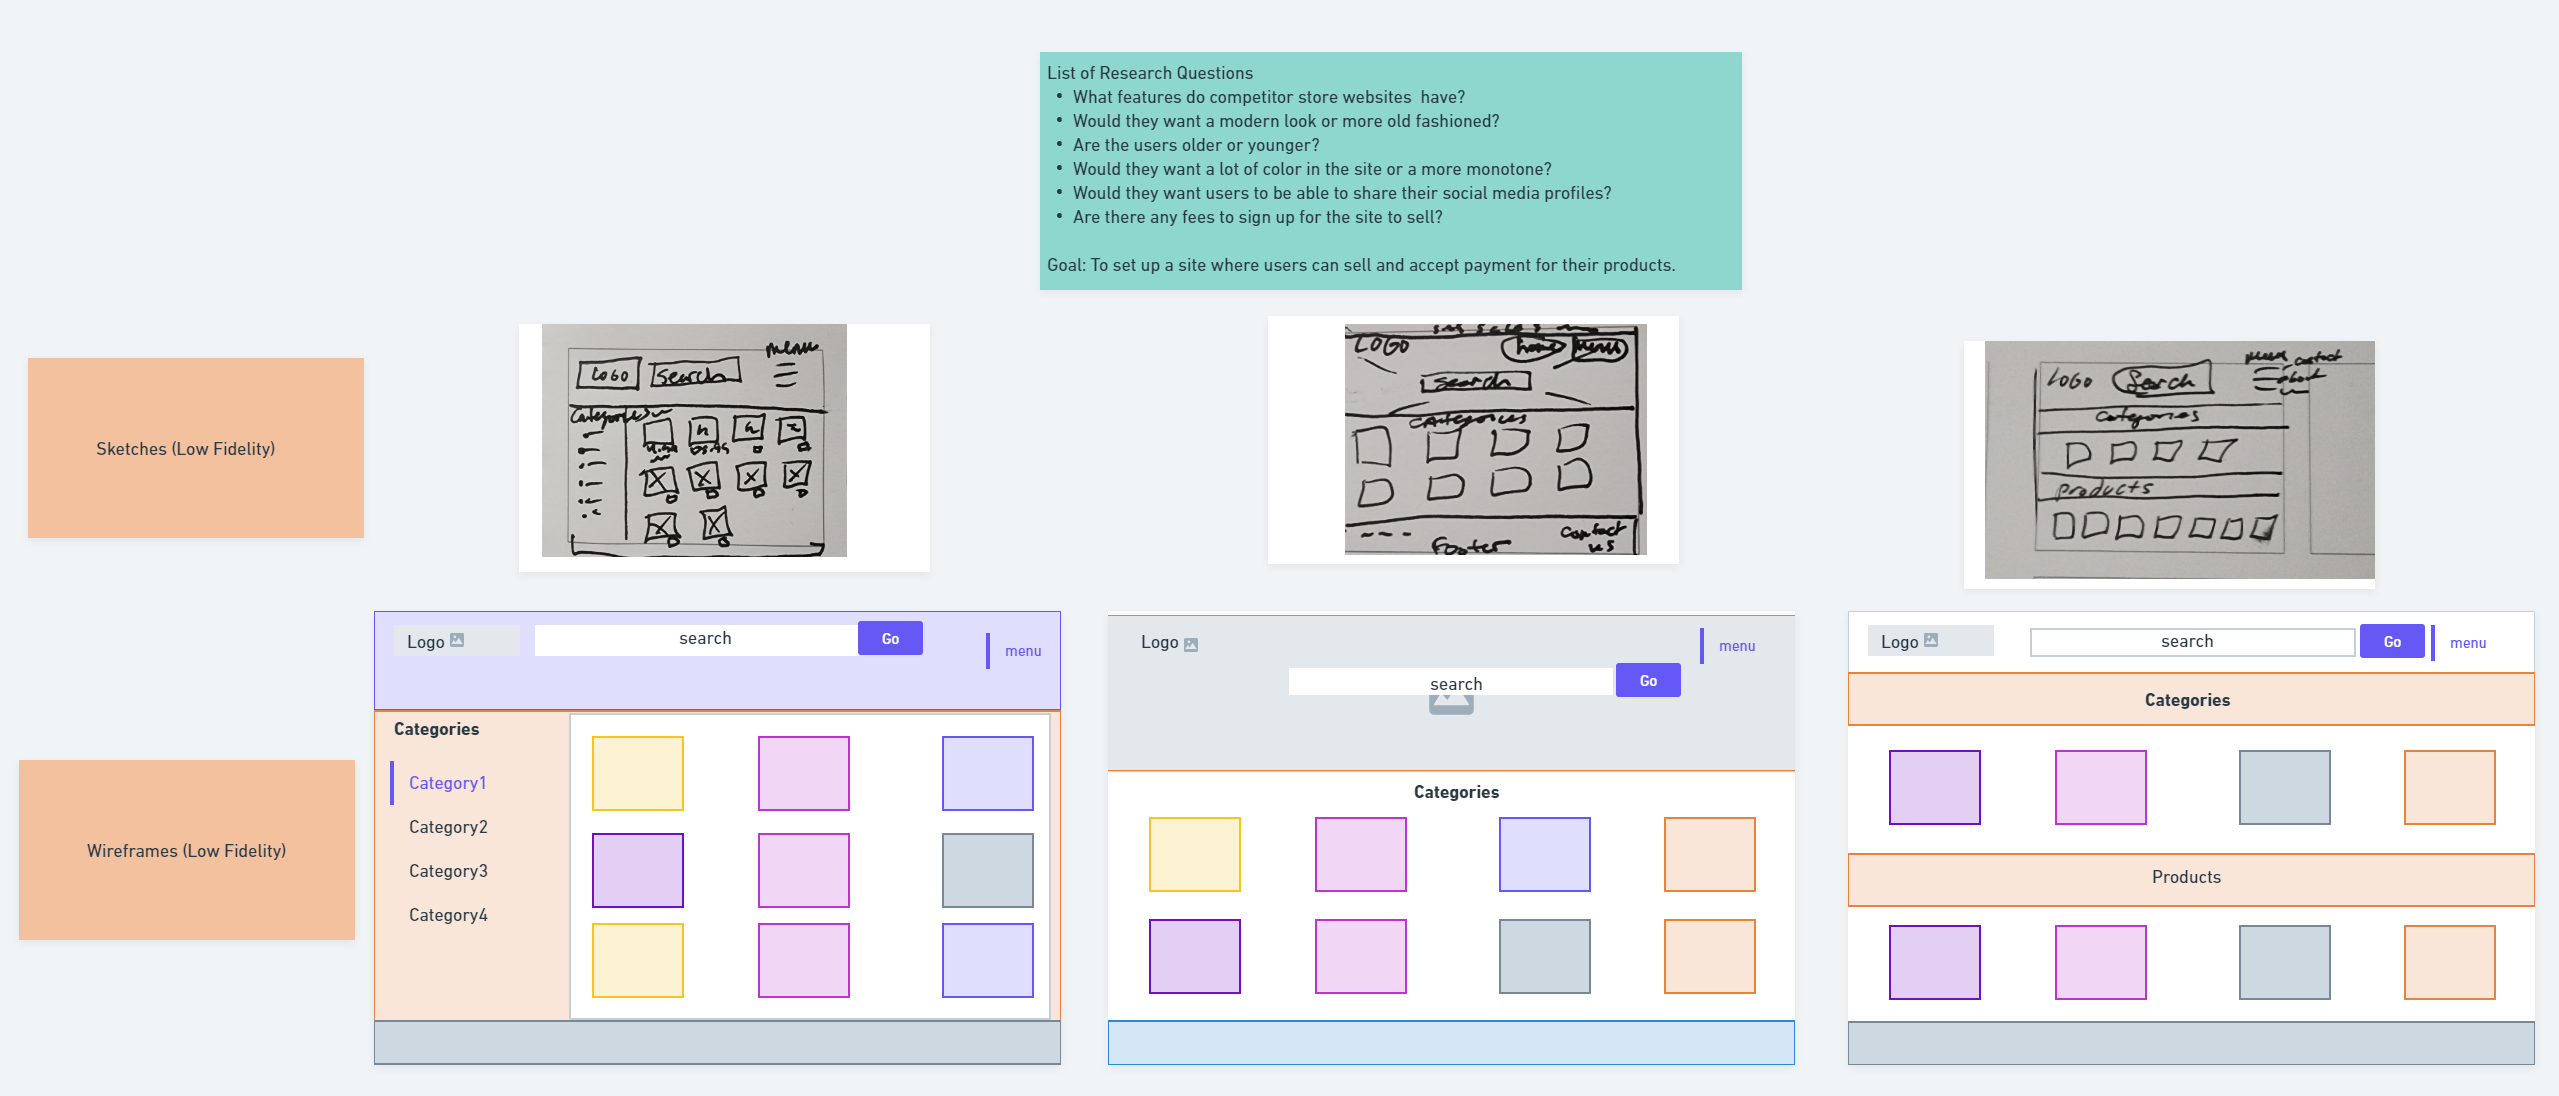 List of Research Questions
• What features do competitor store websites  have?
• Would they want a modern look or more old fashioned?
• Are the users older or younger?
• Would they want a lot of color in the site or a more monotone?
• Would they want users to be able to share their social media profiles?
• Are there any fees to sign up for the site to sell?
Goal: To set up a site where users can sell and accept payment for their products.
Sketches (Low Fidelity)
menu
LOGO
search
Categories
LOGO
home
menu
search
CATEGORIES
contact
us
Footer
menu
contact
LOGO
Serch
about
Categories
products
Wireframes (Low Fidelity)
Logo
search
Go
menu
Categories
Category1
Category2
Category3
Category4
Logo
menu
search
Go
Categories
Logo
search
Go
menu
Categories
Products